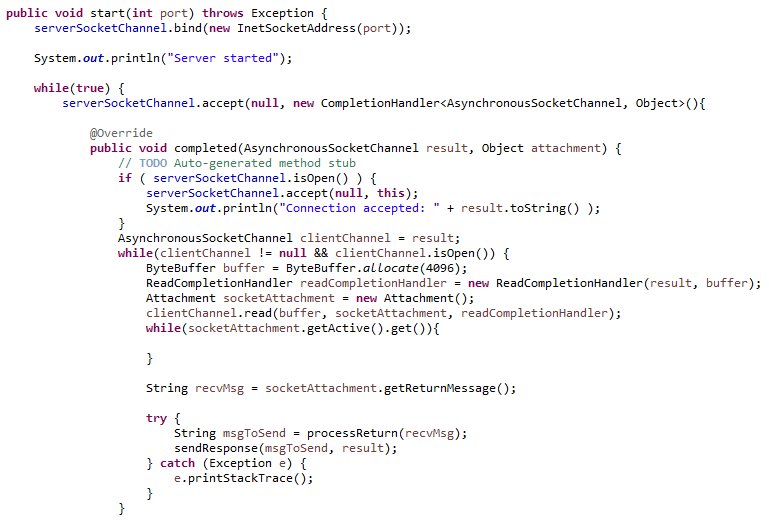 public void start(int port) throws Exception {
    serverSocketChannel.bind(new InetSocketAddress(port));

    System.out.println("Server started");

    while(true) {
        serverSocketChannel.accept(null, new CompletionHandler<AsynchronousSocketChannel, Object>(){

            @Override
            public void completed(AsynchronousSocketChannel result, Object attachment) {
                // TODO Auto-generated method stub
                if ( serverSocketChannel.isOpen() ) {
                    serverSocketChannel.accept(null, this);
                    System.out.println("Connection accepted: " + result.toString() );
                }
                AsynchronousSocketChannel clientChannel = result;
                while(clientChannel != null && clientChannel.isOpen()) {
                    ByteBuffer buffer = ByteBuffer.allocate(4096);
                    ReadCompletionHandler readCompletionHandler = new ReadCompletionHandler(result, buffer);
                    Attachment socketAttachment = new Attachment();
                    clientChannel.read(buffer, socketAttachment, readCompletionHandler);
                    while(socketAttachment.getActive().get()){

                    }

                    String recvMsg = socketAttachment.getReturnMessage();

                    try {
                        String msgToSend = processReturn(recvMsg);
                        sendResponse(msgToSend, result);
                    } catch (Exception e) {
                        e.printStackTrace();
                    }
                }